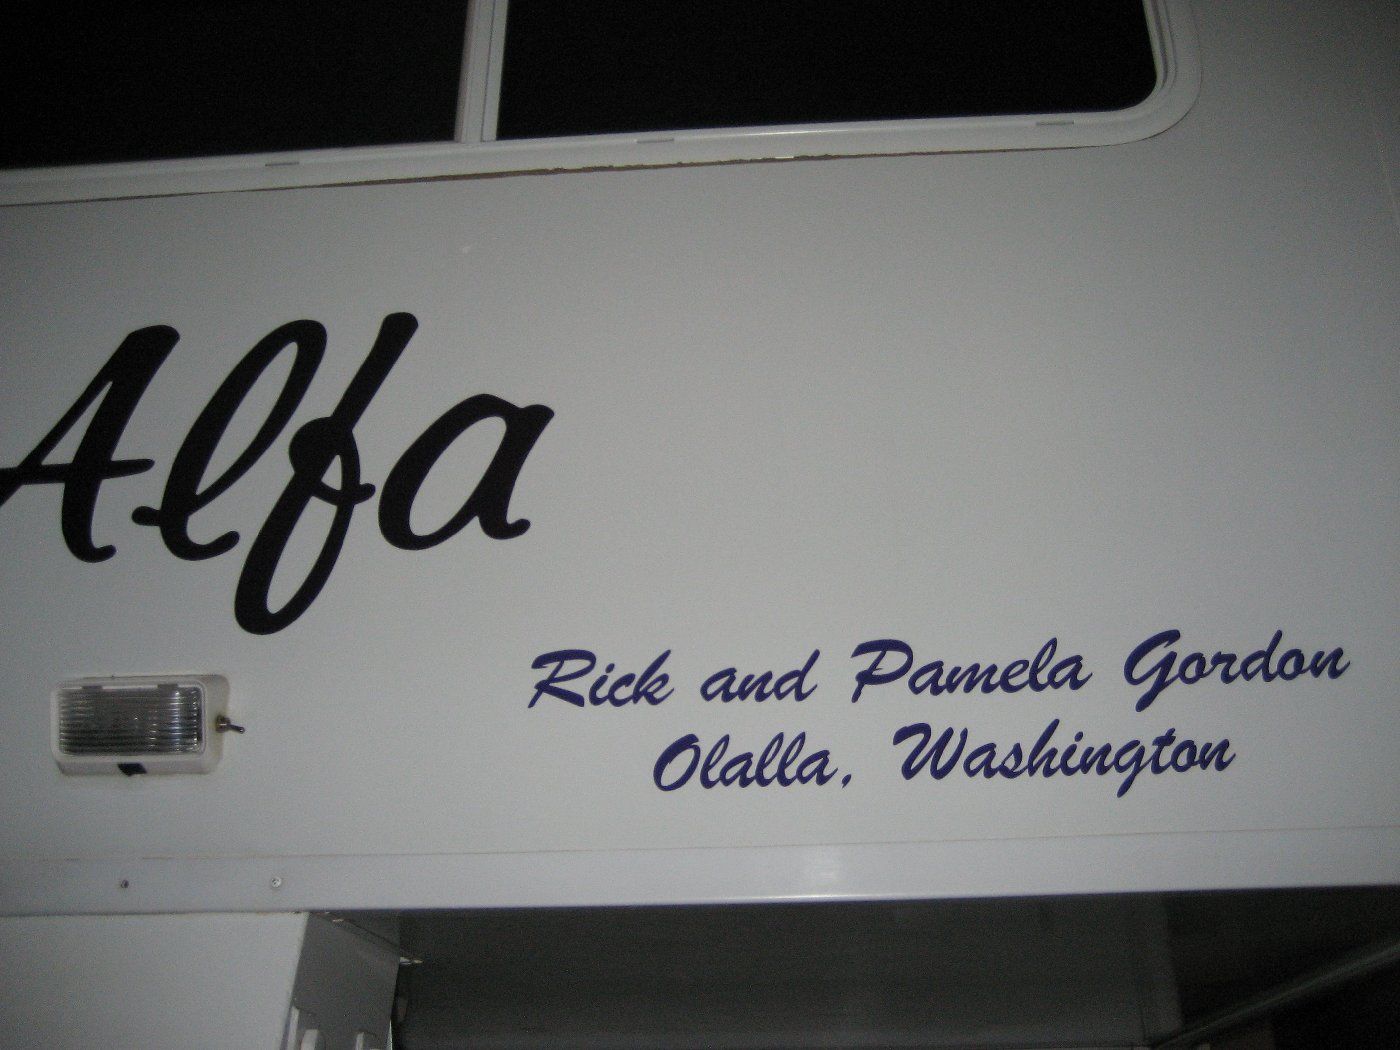 Alfa
Rick and Pamela Gordon
Olalla, Washington